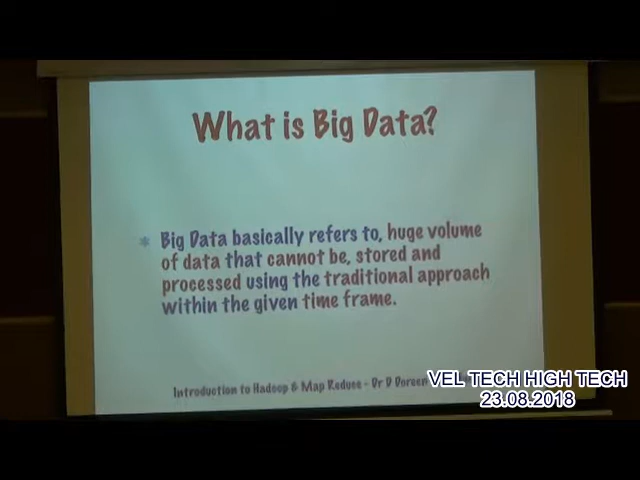 What is Big Data?
Big Data basically refers to, huge volume
of data that cannot be, stored and
processed using the traditional approach
within the given time frame.
Introduction to Hadoop & Map Reduce - Dr D Doreen
VEL TECH HIGH TECH
23.08.2018